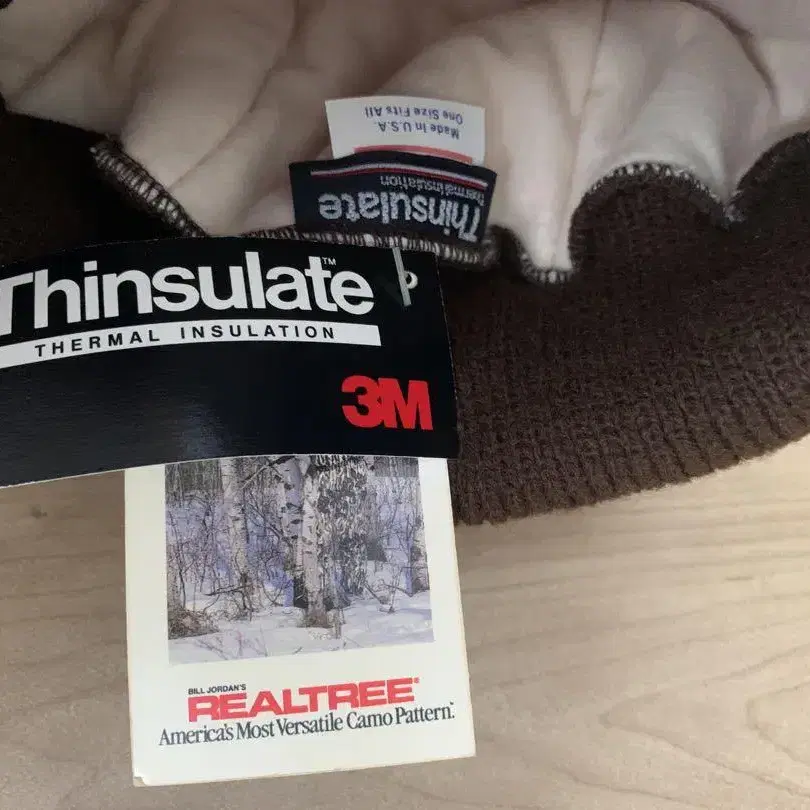 Made in U.S.A.
One Size Fits All
Thinsulate
thermal insulation
Thinsulate™
THERMAL INSULATION
3M
BILL JORDAN'S
REALTREE®
America's Most Versatile Camo Pattern.™